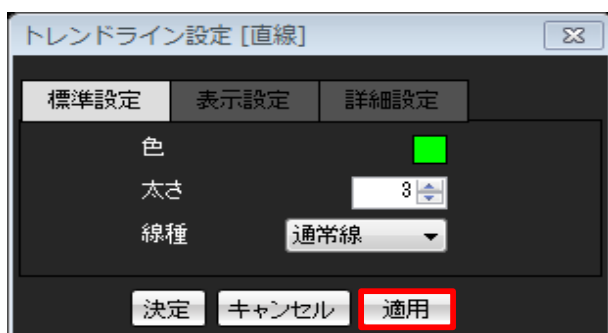 トレンドライン設定 [直線]
標準設定 表示設定 詳細設定
色
太さ 3
線種 通常線
決定 キャンセル 適用